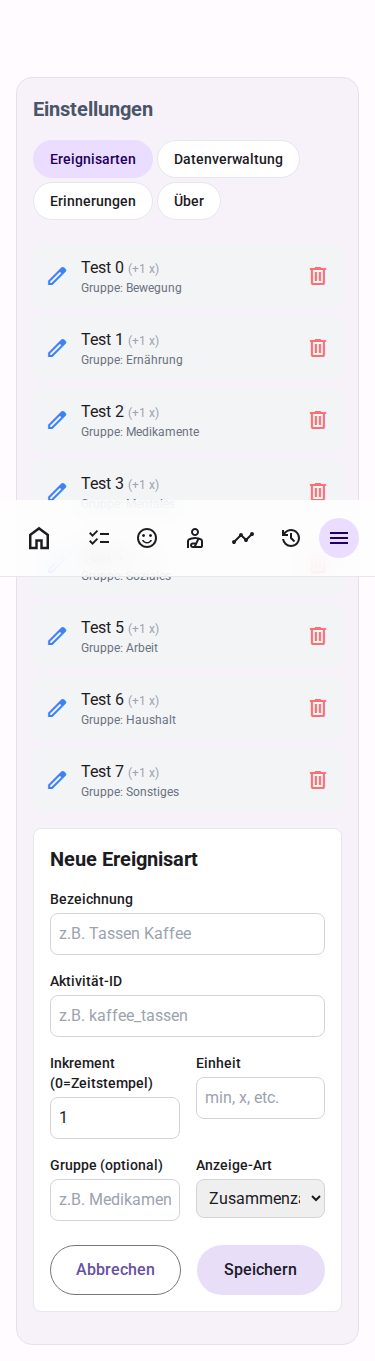 Einstellungen
Ereignisarten
Datenverwaltung
Erinnerungen
Über
Test 0 (+1 x)
Gruppe: Bewegung
Test 1 (+1 x)
Gruppe: Ernährung
Test 2 (+1 x)
Gruppe: Medikamente
Test 3 (+1 x)
Gruppe: Mentales
Gruppe: Soziales
Test 5 (+1 x)
Gruppe: Arbeit
Test 6 (+1 x)
Gruppe: Haushalt
Test 7 (+1 x)
Gruppe: Sonstiges
Neue Ereignisart
Bezeichnung
z.B. Tassen Kaffee
Aktivität-ID
z.B. kaffee_tassen
Inkrement
(0=Zeitstempel)
1
Einheit
min, x, etc.
Gruppe (optional)
z.B. Medikamen
Anzeige-Art
Zusammenza
Abbrechen
Speichern